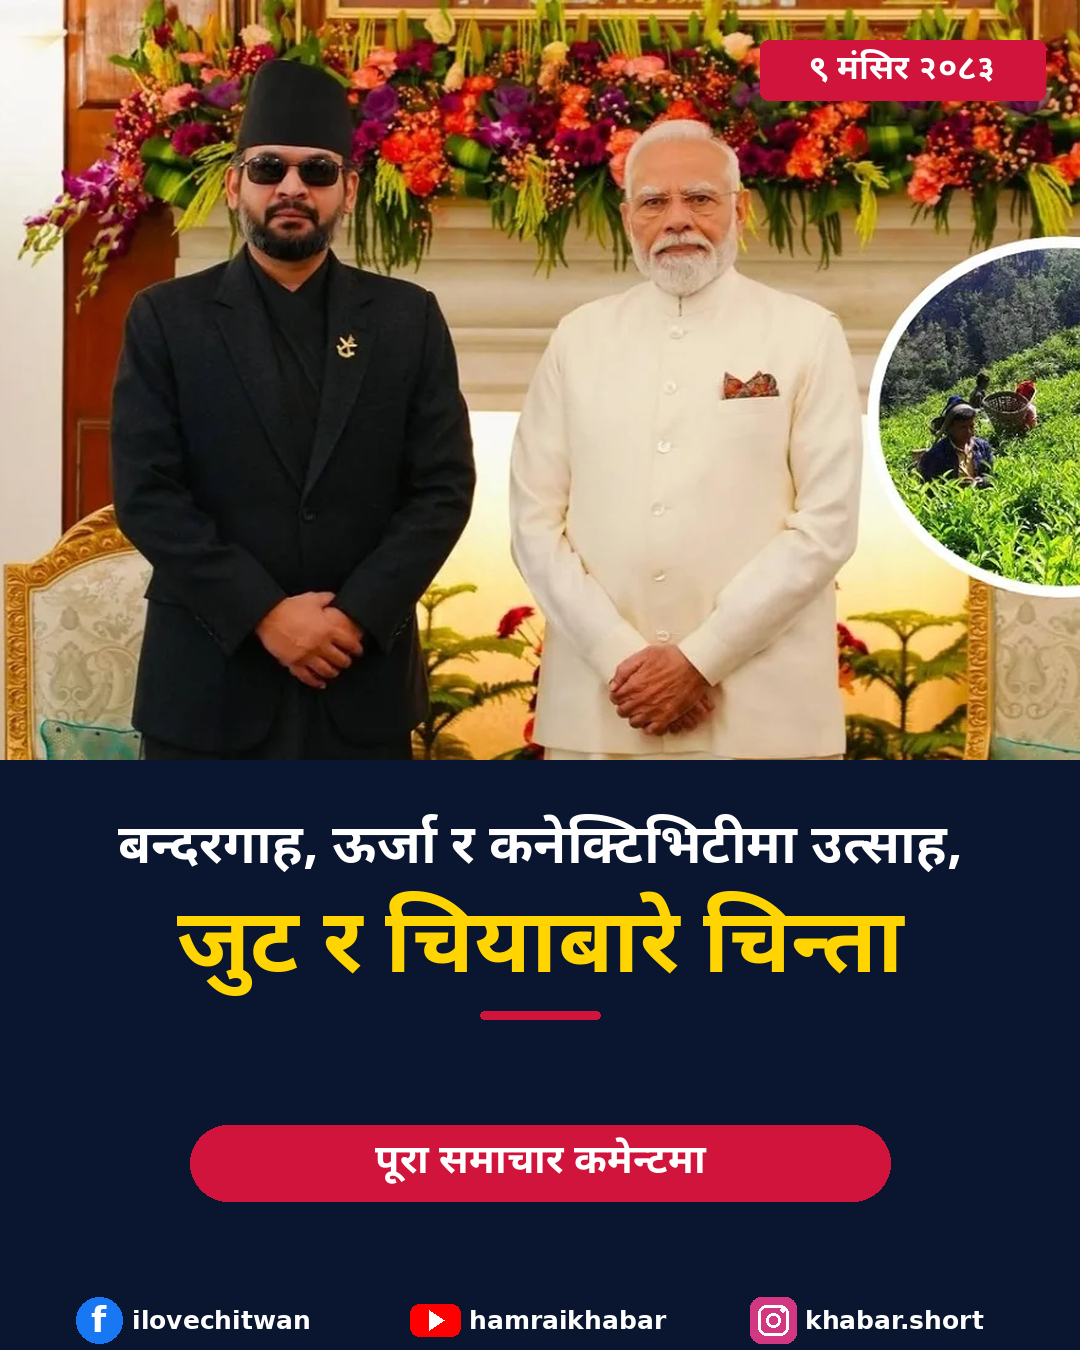 ९ मंसिर २०८३
बन्दरगाह, ऊर्जा र कनेक्टिभिटीमा उत्साह,
जुट र चियाबारे चिन्ता
पूरा समाचार कमेन्टमा
f ilovechitwan hamraikhabar khabar.short